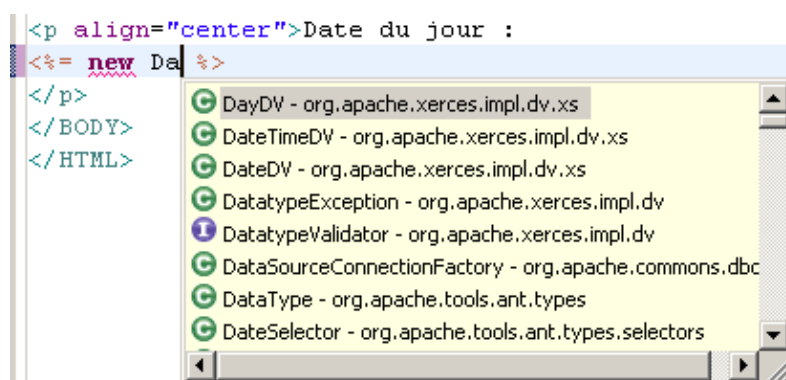 <p align="center">Date du jour :
<%= new Da %>
</p>
</BODY>
</HTML>
DayDV - org.apache.xerces.impl.dv.xs
DateTimeDV - org.apache.xerces.impl.dv.xs
DateDV - org.apache.xerces.impl.dv.xs
DatatypeException - org.apache.xerces.impl.dv
DatatypeValidator - org.apache.xerces.impl.dv
DataSourceConnectionFactory - org.apache.commons.dbc
DataType - org.apache.tools.ant.types
DateSelector - org.apache.tools.ant.types.selectors